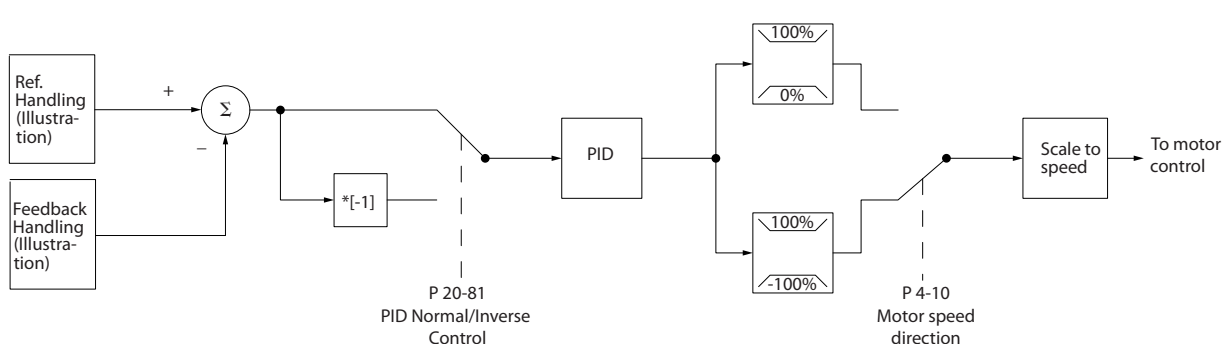 Ref.
Handling
(Illustra-
tion)
+
Σ
−
Feedback
Handling
(Illustra-
tion)
*[-1]
P 20-81
PID Normal/Inverse
Control
PID
100%
0%
100%
-100%
P 4-10
Motor speed
direction
Scale to
speed
To motor
control